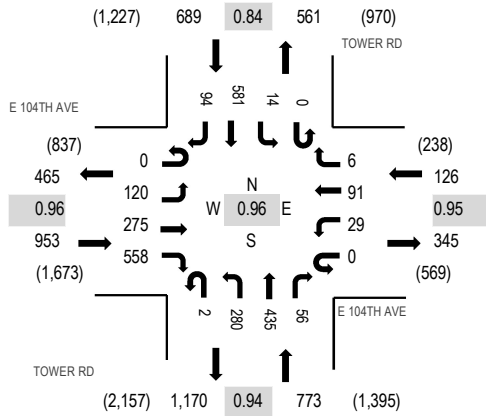 (1,227) 689 0.84 561 (970)
TOWER RD
94 581 14 0
E 104TH AVE
(837) (238)
465 0 6 126
120 N 91
0.96 W 0.96 E 0.95
275 29
953 S 345
558 0
(1,673) (569)
2 280 435 56
E 104TH AVE
TOWER RD
(2,157) 1,170 0.94 773 (1,395)